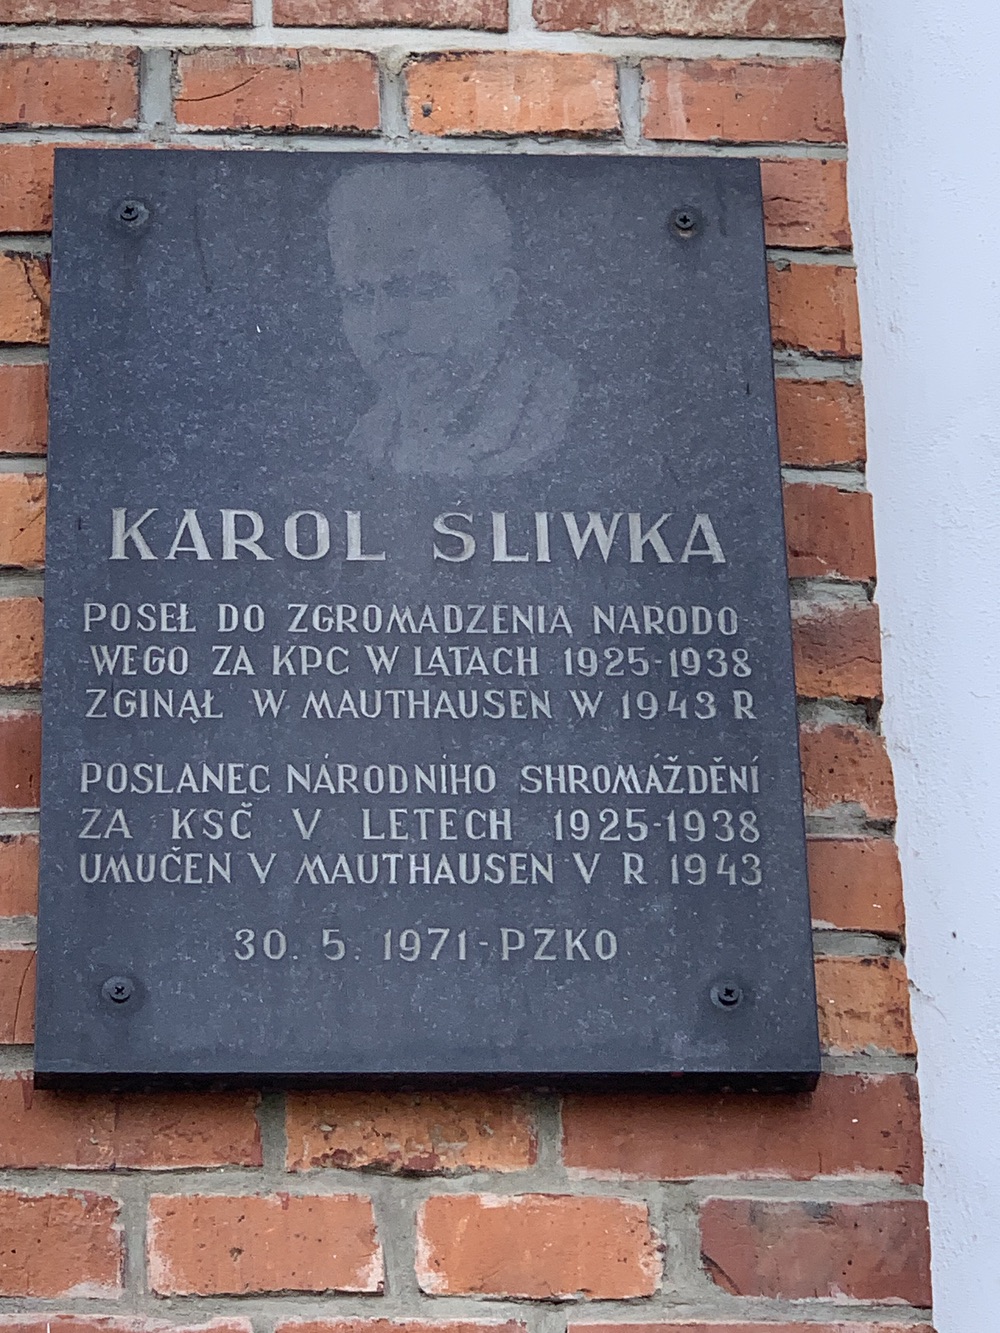 KAROL ŚLIWKA
POSEŁ DO ZGROMADZENIA NARODO
WEGO ZA KPC W LATACH 1925-1938
ZGINĄŁ W MAUTHAUSEN W 1943 R
POSLANEC NÁRODNÍHO SHROMÁŽDĚNÍ
ZA KSČ V LETECH 1925-1938
UMUČEN V MAUTHAUSEN V R 1943
30. 5. 1971-PZKO